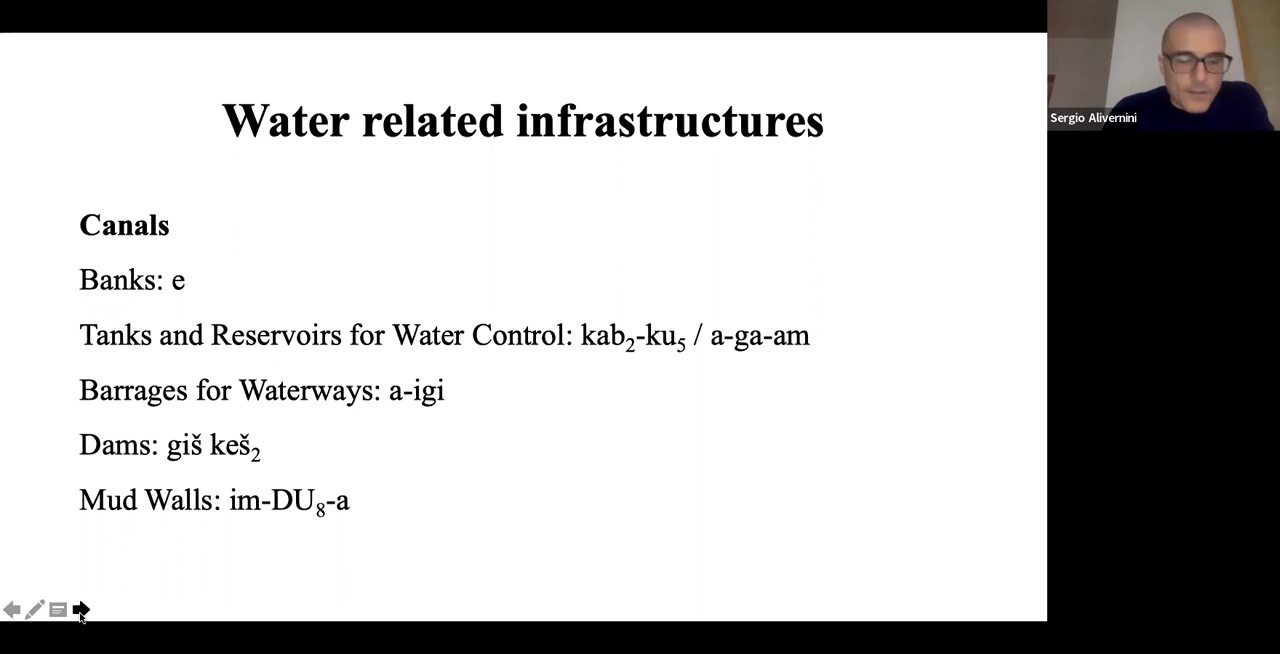 Water related infrastructures
Sergio Alivernini
Canals
Banks: e
Tanks and Reservoirs for Water Control: kab₂-ku₅ / a-ga-am
Barrages for Waterways: a-igi
Dams: giš keš₂
Mud Walls: im-DU₈-a